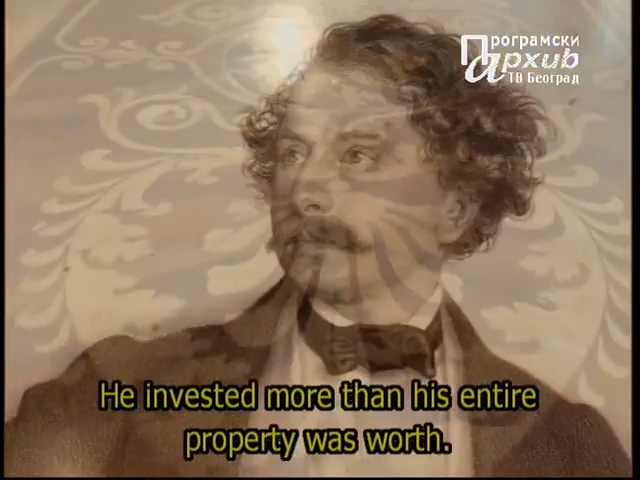 Програмски
Архив
ТВ Београд
He invested more than his entire
property was worth.